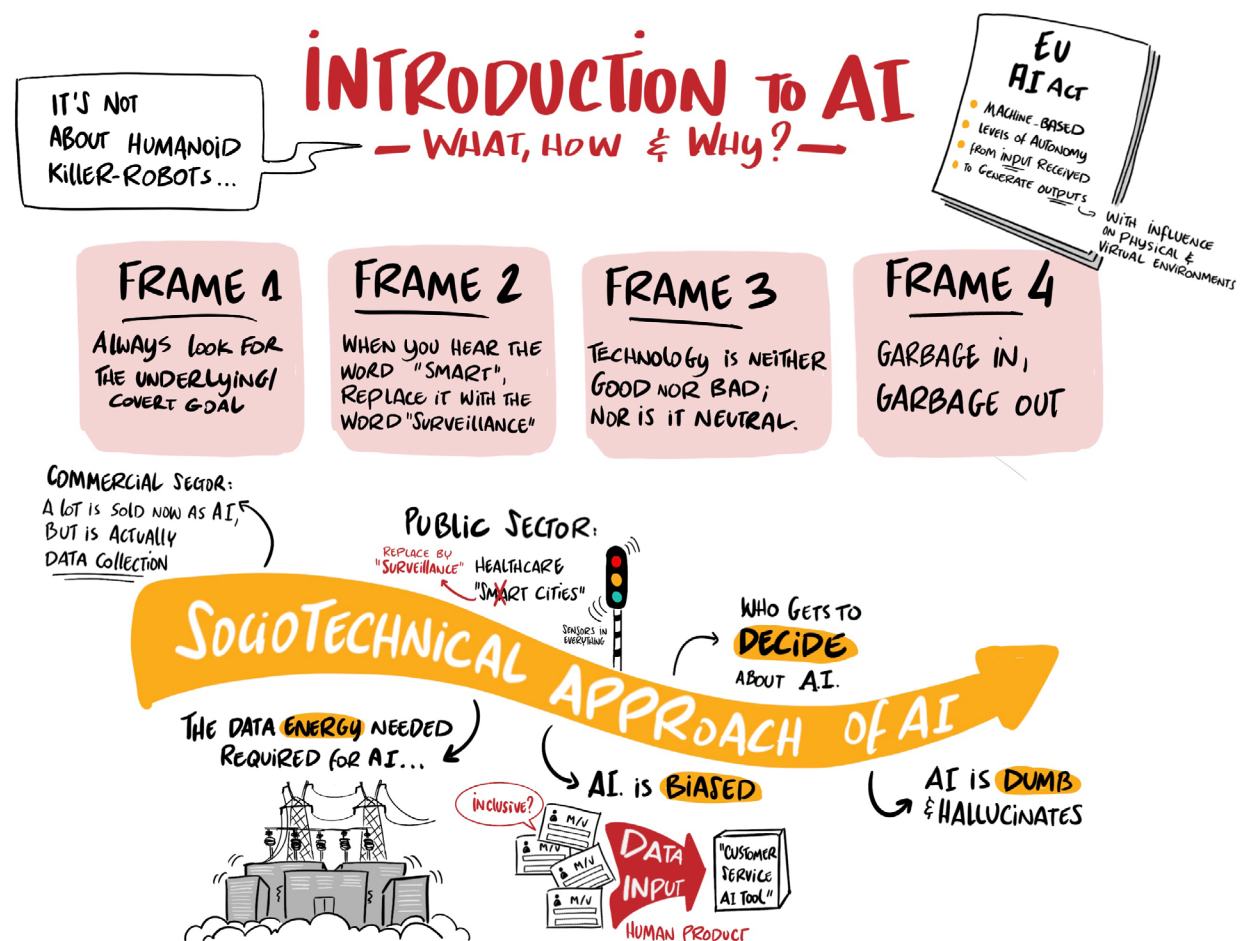 INTRODUCTION TO AI
— WHAT, HOW & WHY? —
IT'S NOT
ABOUT HUMANOID
KILLER-ROBOTS...
EU
AI ACT
• MACHINE-BASED
• LEVELS OF AUTONOMY
• FROM INPUT RECEIVED
• TO GENERATE OUTPUTS
WITH INFLUENCE
ON PHYSICAL &
VIRTUAL ENVIRONMENTS
FRAME 1
ALWAYS LOOK FOR
THE UNDERLYING/
COVERT GOAL
FRAME 2
WHEN YOU HEAR THE
WORD "SMART",
REPLACE IT WITH THE
WORD "SURVEILLANCE"
FRAME 3
TECHNOLOGY IS NEITHER
GOOD NOR BAD;
NOR IS IT NEUTRAL.
FRAME 4
GARBAGE IN,
GARBAGE OUT
COMMERCIAL SECTOR:
A LOT IS SOLD NOW AS AI,
BUT IS ACTUALLY
DATA COLLECTION
PUBLIC SECTOR:
REPLACE BY
"SURVEILLANCE"
HEALTHCARE
"SMART CITIES"
SENSORS IN
EVERYTHING
SOCIOTECHNICAL APPROACH OF AI
WHO GETS TO
DECIDE
ABOUT A.I.
THE DATA ENERGY NEEDED
REQUIRED FOR AI...
AI. IS BIASED
INCLUSIVE?
M/V
M/V
M/V
M/V
DATA
INPUT
HUMAN PRODUCT
"CUSTOMER
SERVICE
AI TOOL"
AI IS DUMB
& HALLUCINATES